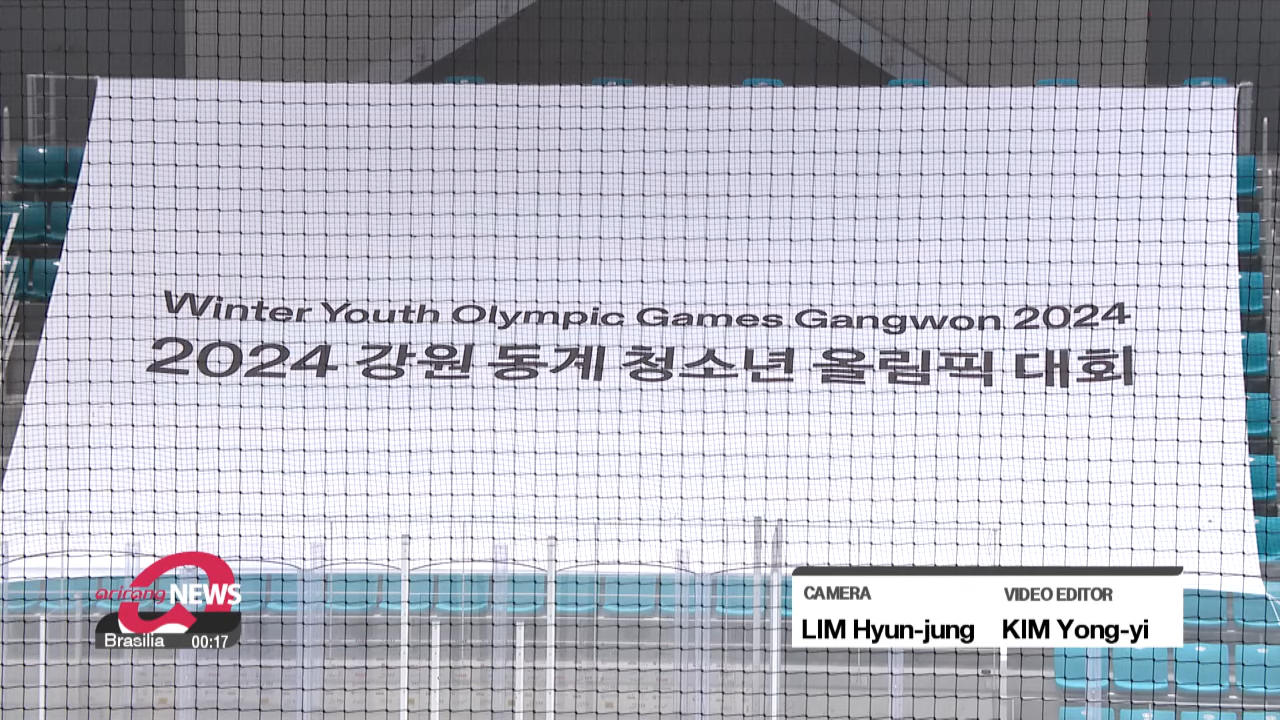 Winter Youth Olympic Games Gangwon 2024
2024 강원 동계 청소년 올림픽 대회
arirang NEWS
Brasilia 00:17
CAMERA VIDEO EDITOR
LIM Hyun-jung KIM Yong-yi